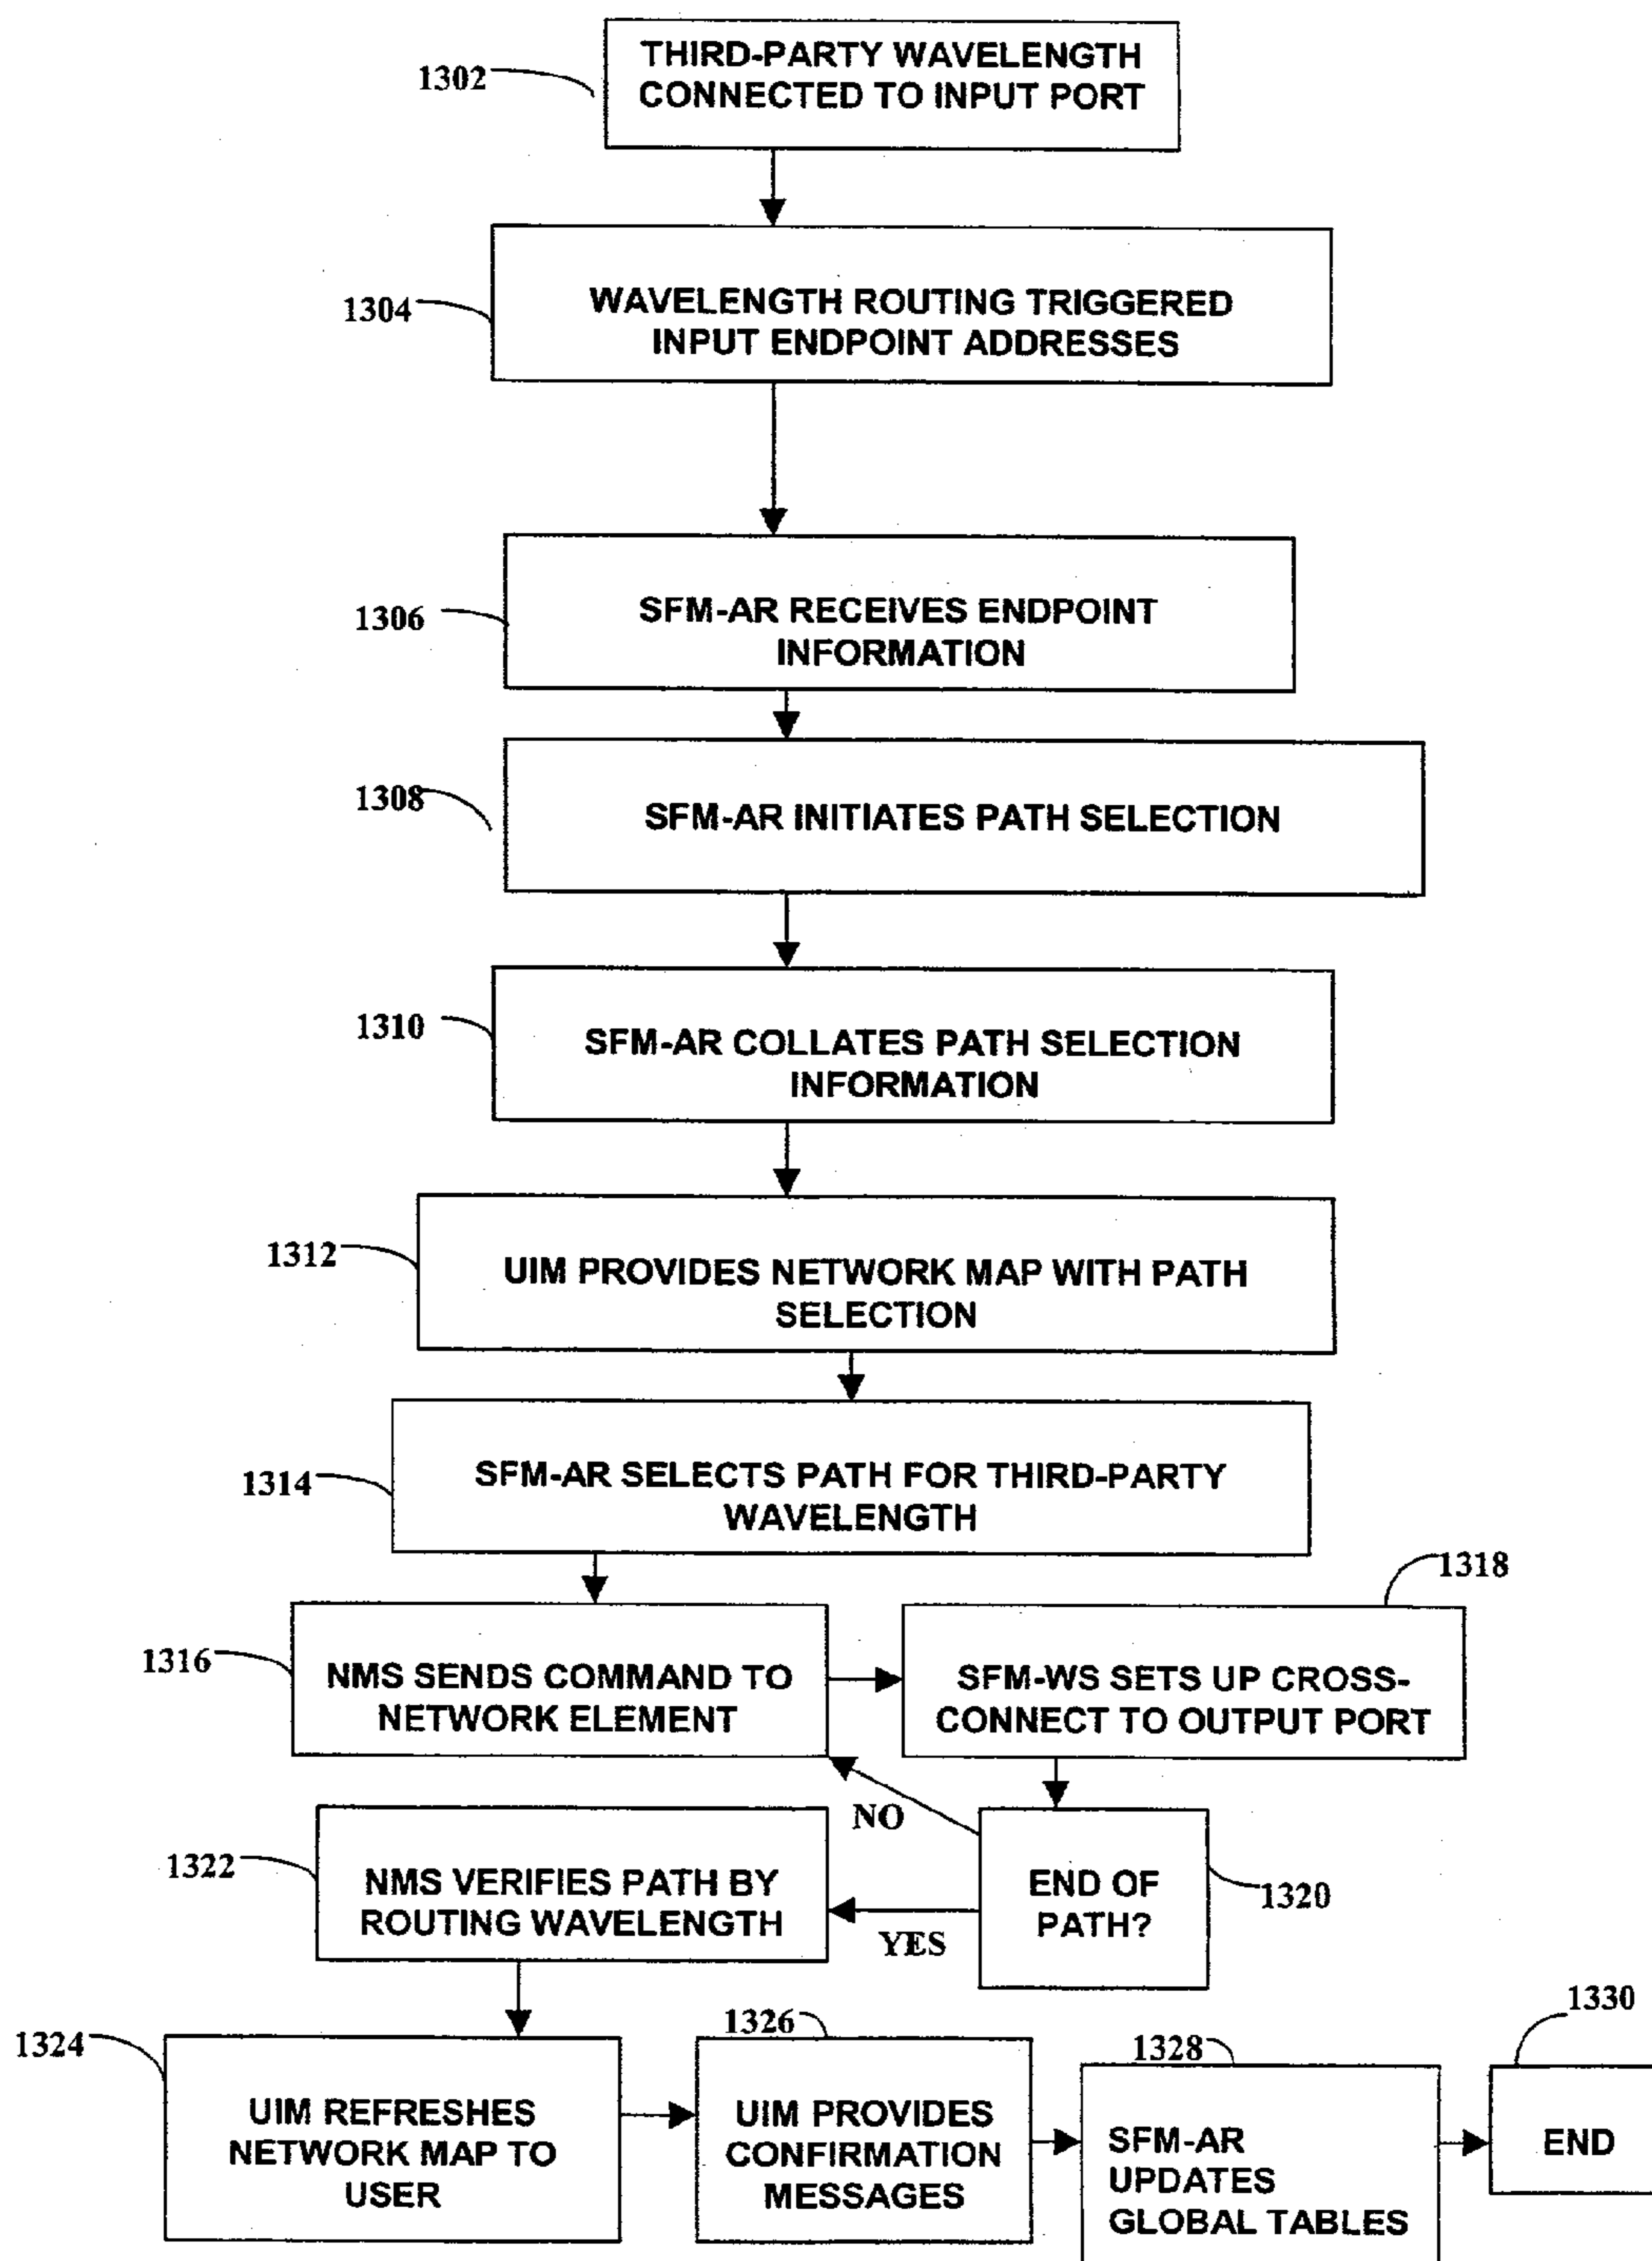 1302
THIRD-PARTY WAVELENGTH
CONNECTED TO INPUT PORT
1304
WAVELENGTH ROUTING TRIGGERED
INPUT ENDPOINT ADDRESSES
1306
SFM-AR RECEIVES ENDPOINT
INFORMATION
1308
SFM-AR INITIATES PATH SELECTION
1310
SFM-AR COLLATES PATH SELECTION
INFORMATION
1312
UIM PROVIDES NETWORK MAP WITH PATH
SELECTION
1314
SFM-AR SELECTS PATH FOR THIRD-PARTY
WAVELENGTH
1316
NMS SENDS COMMAND TO
NETWORK ELEMENT
1318
SFM-WS SETS UP CROSS-
CONNECT TO OUTPUT PORT
NO
1320
END OF
PATH?
YES
1322
NMS VERIFIES PATH BY
ROUTING WAVELENGTH
1324
UIM REFRESHES
NETWORK MAP TO
USER
1326
UIM PROVIDES
CONFIRMATION
MESSAGES
1328
SFM-AR
UPDATES
GLOBAL TABLES
1330
END